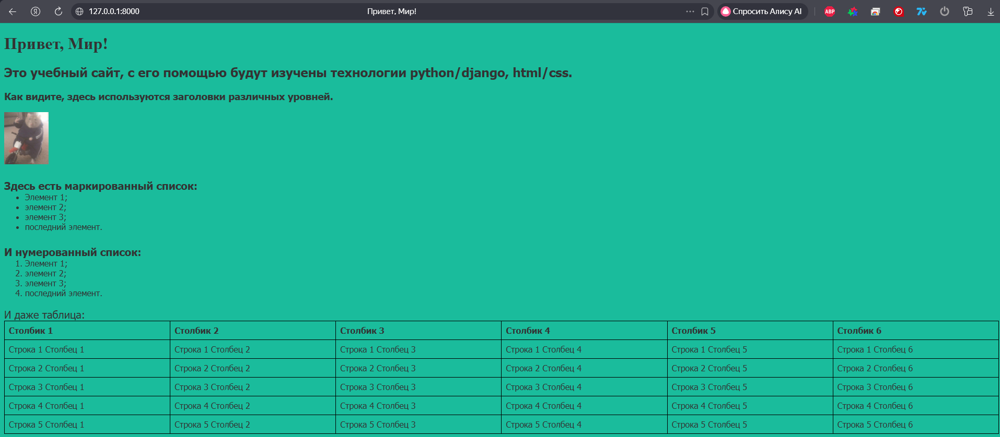 Я 127.0.0.1:8000 Привет, Мир! Спросить Алису AI ABP
Привет, Мир!
Это учебный сайт, с его помощью будут изучены технологии python/django, html/css.
Как видите, здесь используются заголовки различных уровней.
Здесь есть маркированный список:
• Элемент 1;
• элемент 2;
• элемент 3;
• последний элемент.
И нумерованный список:
1. Элемент 1;
2. элемент 2;
3. элемент 3;
4. последний элемент.
И даже таблица:
Столбик 1 Столбик 2 Столбик 3 Столбик 4 Столбик 5 Столбик 6
Строка 1 Столбец 1 Строка 1 Столбец 2 Строка 1 Столбец 3 Строка 1 Столбец 4 Строка 1 Столбец 5 Строка 1 Столбец 6
Строка 2 Столбец 1 Строка 2 Столбец 2 Строка 2 Столбец 3 Строка 2 Столбец 4 Строка 2 Столбец 5 Строка 2 Столбец 6
Строка 3 Столбец 1 Строка 3 Столбец 2 Строка 3 Столбец 3 Строка 3 Столбец 4 Строка 3 Столбец 5 Строка 3 Столбец 6
Строка 4 Столбец 1 Строка 4 Столбец 2 Строка 4 Столбец 3 Строка 4 Столбец 4 Строка 4 Столбец 5 Строка 4 Столбец 6
Строка 5 Столбец 1 Строка 5 Столбец 2 Строка 5 Столбец 3 Строка 5 Столбец 4 Строка 5 Столбец 5 Строка 5 Столбец 6